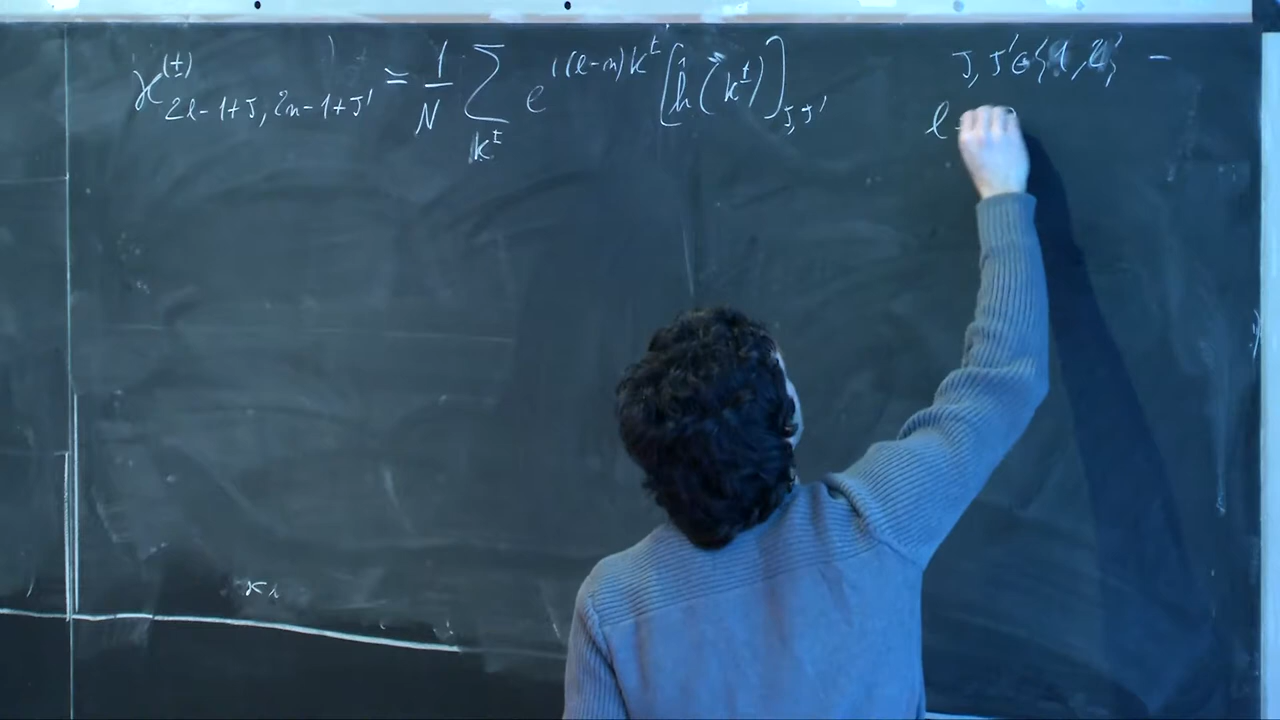 ℋ^{(±)}_{2ℓ-1+J, 2m-1+J'} = 1/N Σ_{k^±} e^{i(ℓ-m)k^±} [ĥ(k^±)]_{J,J'} J, J' ∈ {1,2} -
ℓ